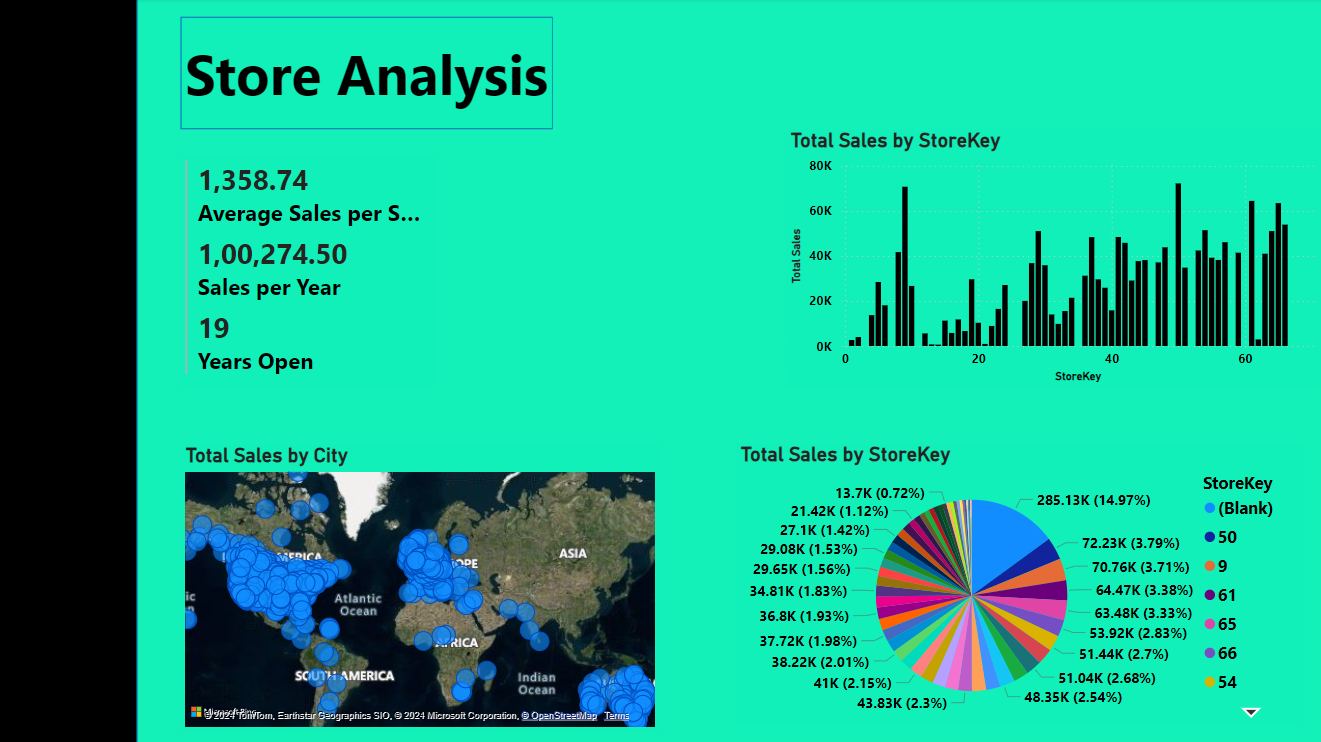 Store Analysis
1,358.74
Average Sales per S...
1,00,274.50
Sales per Year
19
Years Open
Total Sales by StoreKey
80K
60K
40K
20K
0K
Total Sales
0
20
40
60
StoreKey
Total Sales by City
ASIA
Atlantic
Ocean
AFRICA
SOUTH AMERICA
Indian
Ocean
© 2024 TomTom, Earthstar Geographics SIO, © 2024 Microsoft Corporation, © OpenStreetMap Terms
Total Sales by StoreKey
13.7K (0.72%)
21.42K (1.12%)
27.1K (1.42%)
29.08K (1.53%)
29.65K (1.56%)
34.81K (1.83%)
36.8K (1.93%)
37.72K (1.98%)
38.22K (2.01%)
41K (2.15%)
43.83K (2.3%)
285.13K (14.97%)
72.23K (3.79%)
70.76K (3.71%)
64.47K (3.38%)
63.48K (3.33%)
53.92K (2.83%)
51.44K (2.7%)
51.04K (2.68%)
48.35K (2.54%)
StoreKey
(Blank)
50
9
61
65
66
54